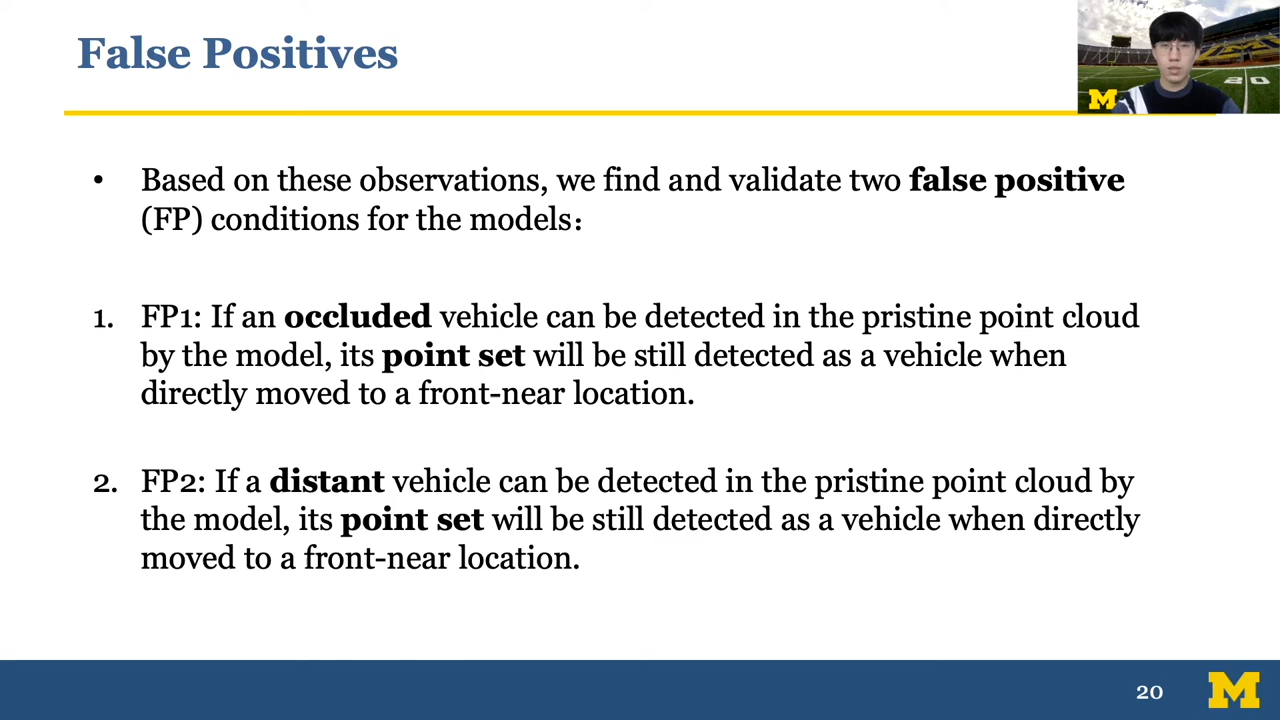 False Positives
• Based on these observations, we find and validate two false positive
(FP) conditions for the models：
1. FP1: If an occluded vehicle can be detected in the pristine point cloud
by the model, its point set will be still detected as a vehicle when
directly moved to a front-near location.
2. FP2: If a distant vehicle can be detected in the pristine point cloud by
the model, its point set will be still detected as a vehicle when directly
moved to a front-near location.
20
M
M
20